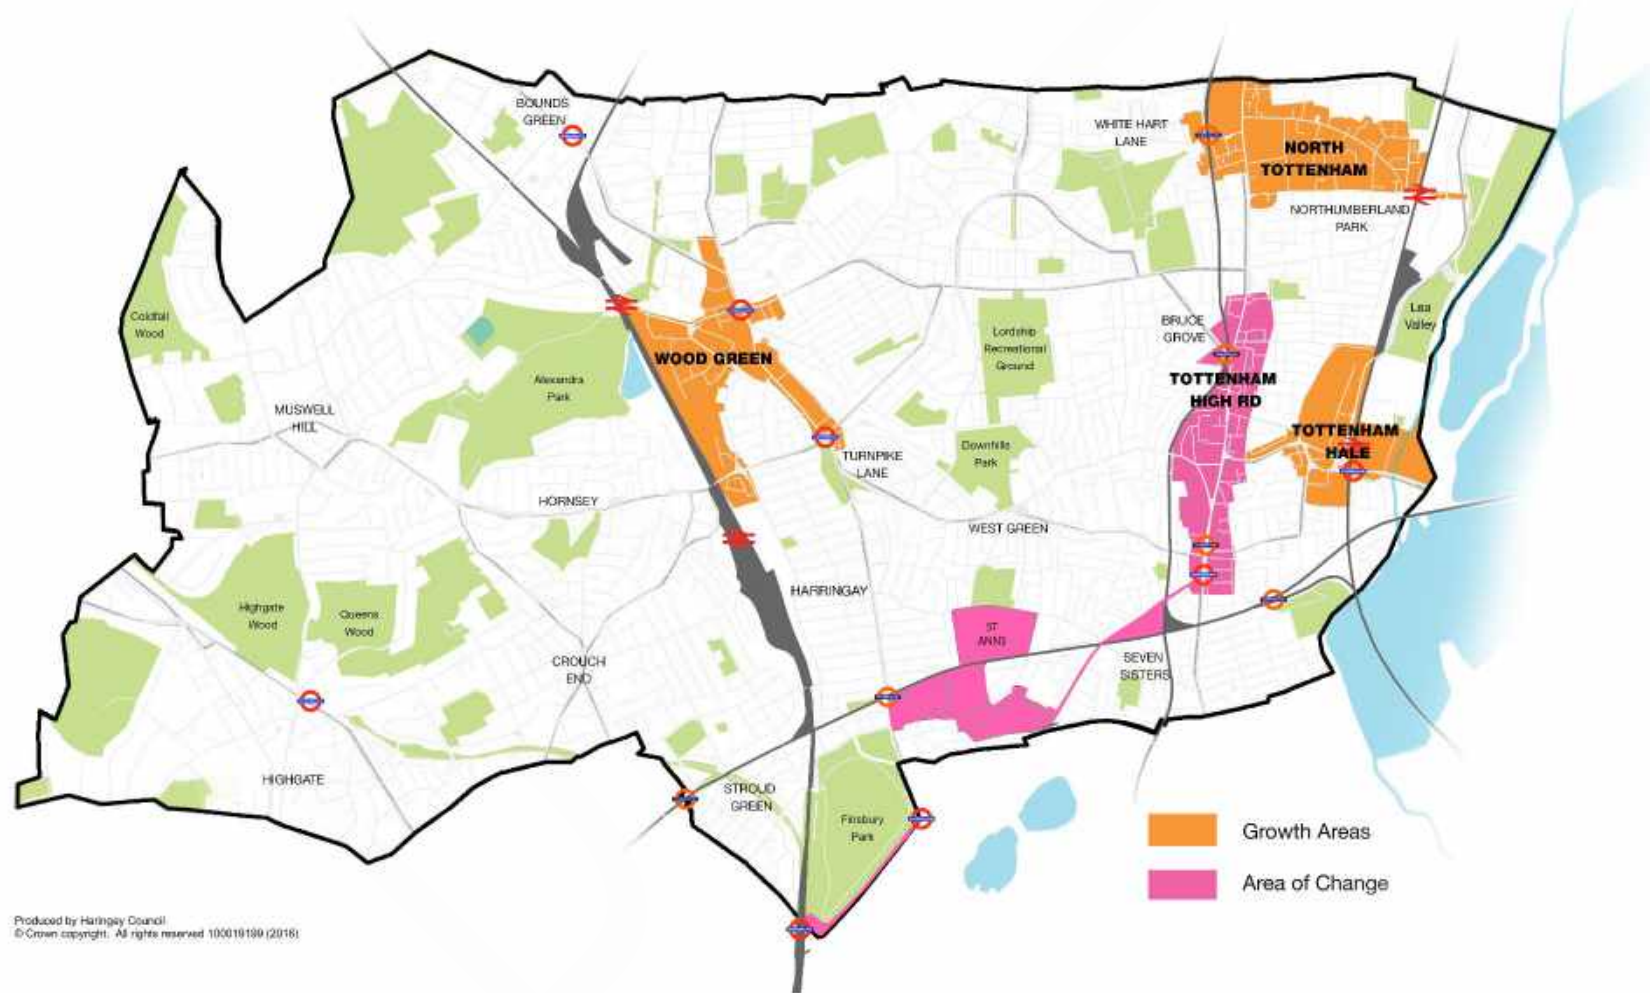 BOUNDS
GREEN
WHITE HART
LANE
NORTH
TOTTENHAM
NORTHUMBERLAND
PARK
Coldfall
Wood
Lea
Valley
BRUCE
GROVE
Lordship
Recreational
Ground
WOOD GREEN
Alexandra
Park
TOTTENHAM
HIGH RD
MUSWELL
HILL
TOTTENHAM
HALE
Downhills
Park
TURNPIKE
LANE
HORNSEY
WEST GREEN
HARRINGAY
Highgate
Wood
Queens
Wood
ST
ANNS
CROUCH
END
SEVEN
SISTERS
HIGHGATE
STROUD
GREEN
Finsbury
Park
Growth Areas
Area of Change
Produced by Haringey Council
© Crown copyright. All rights reserved 100019199 (2016)